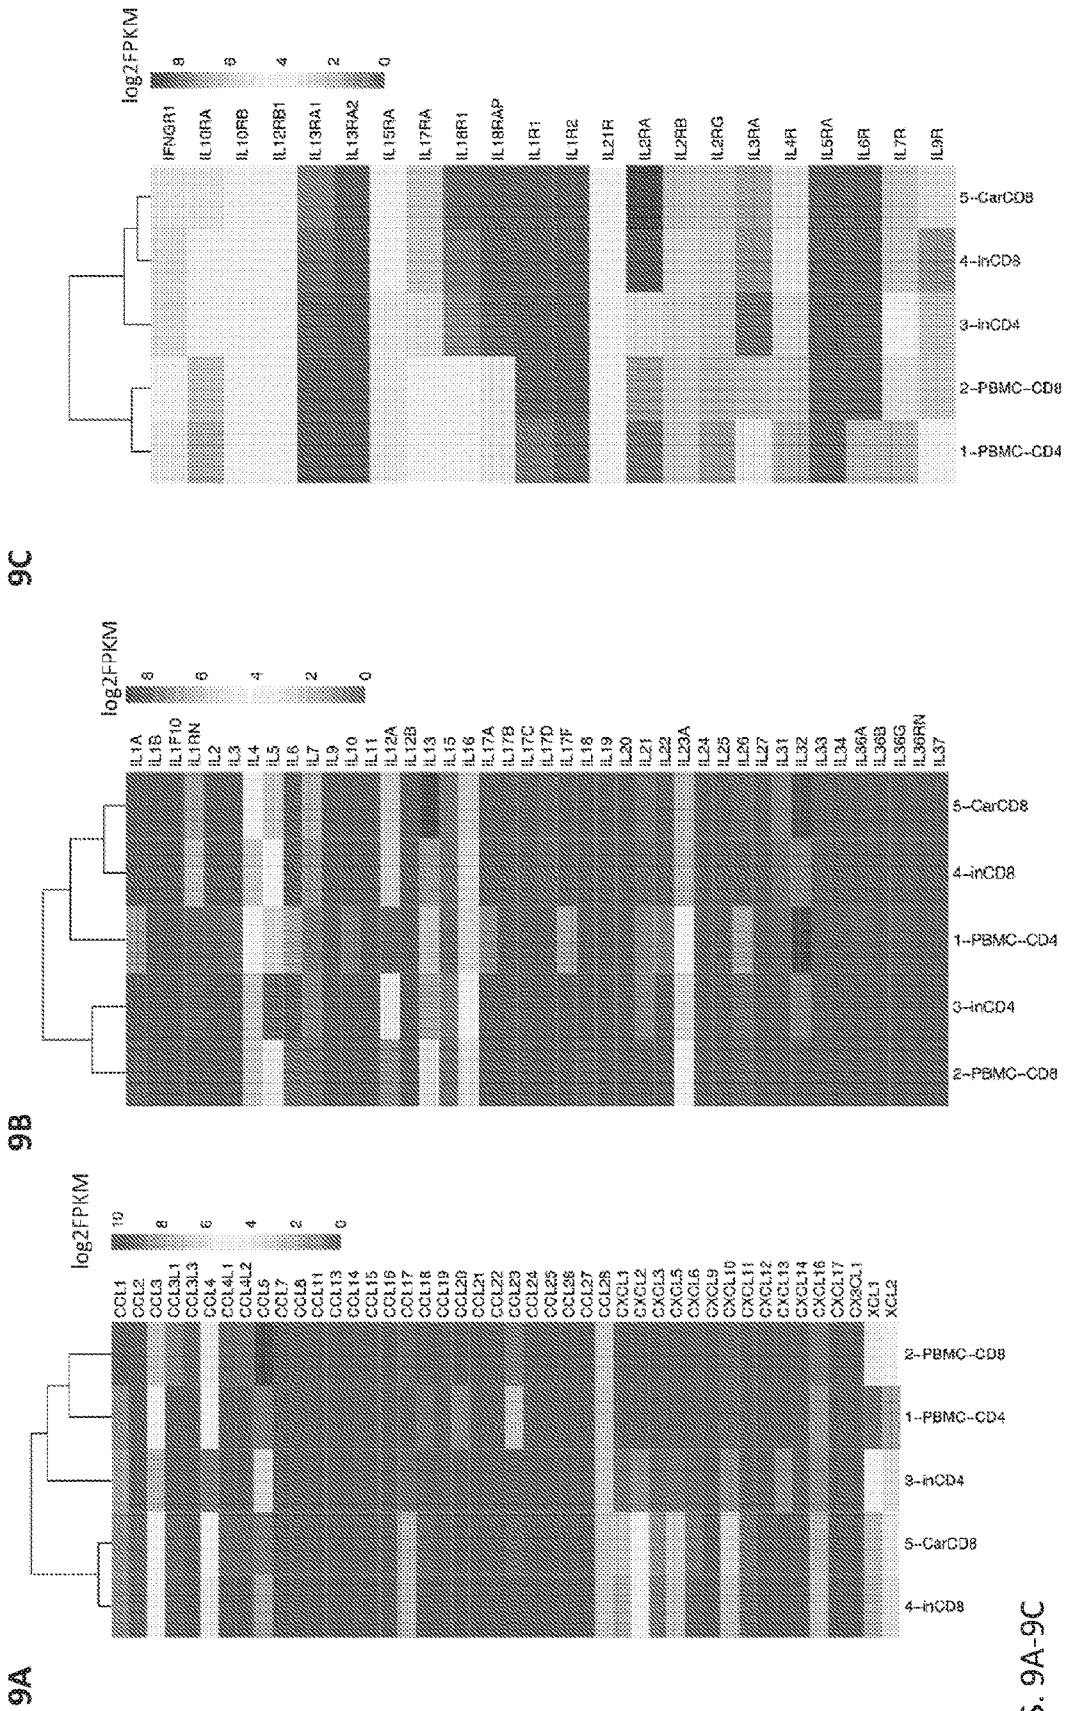 9A
log2FPKM
10
8
6
4
2
0
CCL1
CCL2
CCL3
CCL3L1
CCL3L3
CCL4
CCL4L1
CCL4L2
CCL5
CCL7
CCL8
CCL11
CCL13
CCL14
CCL15
CCL16
CCL17
CCL18
CCL19
CCL20
CCL21
CCL22
CCL23
CCL24
CCL25
CCL26
CCL27
CCL28
CXCL1
CXCL2
CXCL3
CXCL5
CXCL6
CXCL9
CXCL10
CXCL11
CXCL12
CXCL13
CXCL14
CXCL16
CXCL17
CX3CL1
XCL1
XCL2
4-inCD8
5-CarCD8
3-inCD4
1-PBMC-CD4
2-PBMC-CD8
9B
log2FPKM
8
6
4
2
0
IL1A
IL1B
IL1F10
IL1RN
IL2
IL3
IL4
IL5
IL6
IL7
IL9
IL10
IL11
IL12A
IL12B
IL13
IL15
IL16
IL17A
IL17B
IL17C
IL17D
IL17F
IL18
IL19
IL20
IL21
IL22
IL23A
IL24
IL25
IL26
IL27
IL31
IL32
IL33
IL34
IL36A
IL36B
IL36G
IL36RN
IL37
2-PBMC-CD8
3-inCD4
1-PBMC-CD4
4-inCD8
5-CarCD8
9C
log2FPKM
8
6
4
2
0
IFNGR1
IL10RA
IL10RB
IL12RB1
IL13RA1
IL13RA2
IL15RA
IL17RA
IL18R1
IL18RAP
IL1R1
IL1R2
IL21R
IL2RA
IL2RB
IL2RG
IL3RA
IL4R
IL5RA
IL6R
IL7R
IL9R
1-PBMC-CD4
2-PBMC-CD8
3-inCD4
4-inCD8
5-CarCD8
S. 9A-9C